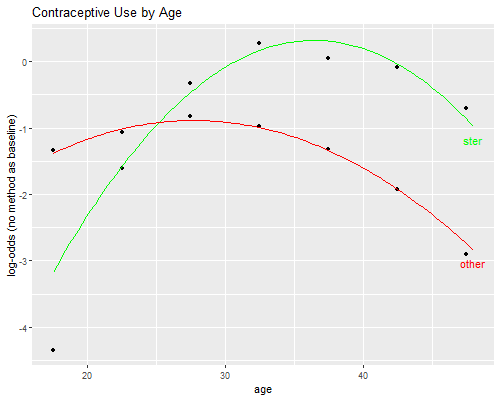 Contraceptive Use by Age
0
-1
-2
-3
-4
log-odds (no method as baseline)
ster
other
20
30
40
age